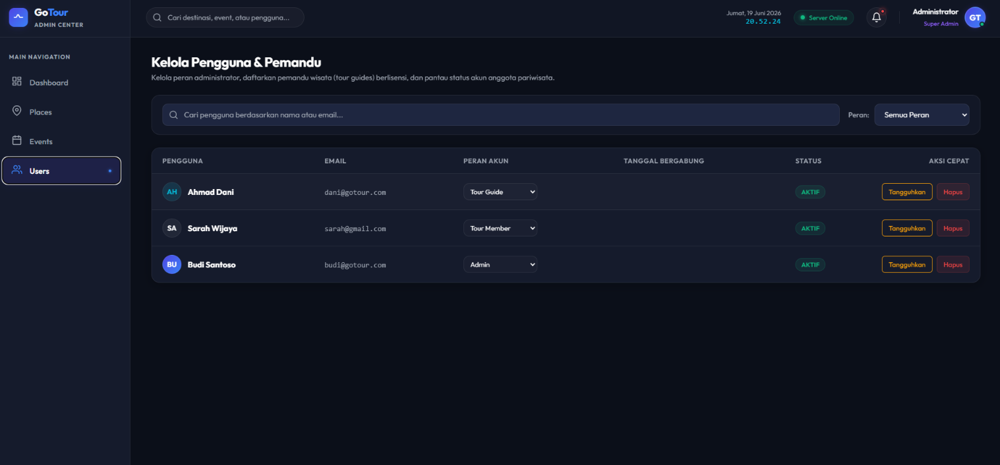 GoTour
ADMIN CENTER
Cari destinasi, event, atau pengguna...
Jumat, 19 Juni 2026
20.52.24
Server Online
Administrator
Super Admin
GT
MAIN NAVIGATION
Dashboard
Places
Events
Users
Kelola Pengguna & Pemandu
Kelola peran administrator, daftarkan pemandu wisata (tour guides) berlisensi, dan pantau status akun anggota pariwisata.
Cari pengguna berdasarkan nama atau email...
Peran:
Semua Peran
PENGGUNA EMAIL PERAN AKUN TANGGAL BERGABUNG STATUS AKSI CEPAT
AH Ahmad Dani dani@gotour.com Tour Guide AKTIF Tangguhkan Hapus
SA Sarah Wijaya sarah@gmail.com Tour Member AKTIF Tangguhkan Hapus
BU Budi Santoso budi@gotour.com Admin AKTIF Tangguhkan Hapus